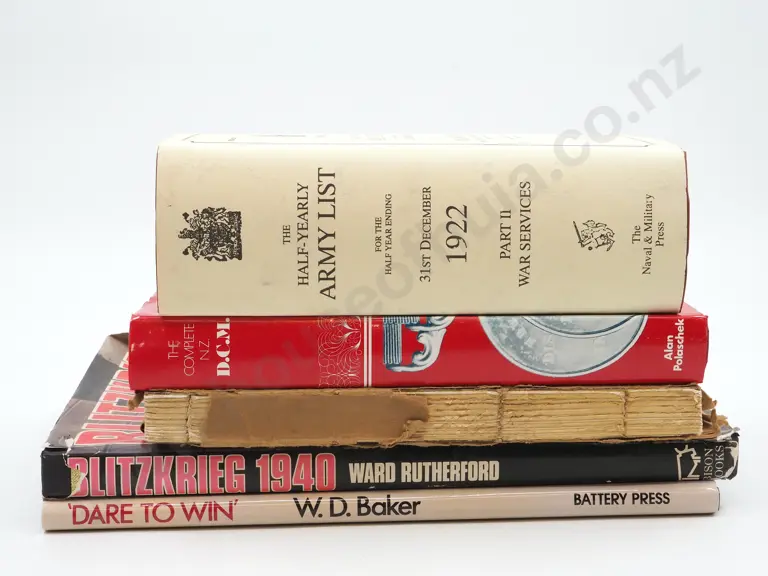 THE
HALF-YEARLY
ARMY LIST
FOR THE
HALF YEAR ENDING
31ST DECEMBER
1922
PART II
WAR SERVICES
The
Naval & Military
Press
THE
COMPLETE
N.Z.
D.C.M.
Alan
Polaschek
BLITZKRIEG 1940 WARD RUTHERFORD
'DARE TO WIN' W. D. Baker BATTERY PRESS